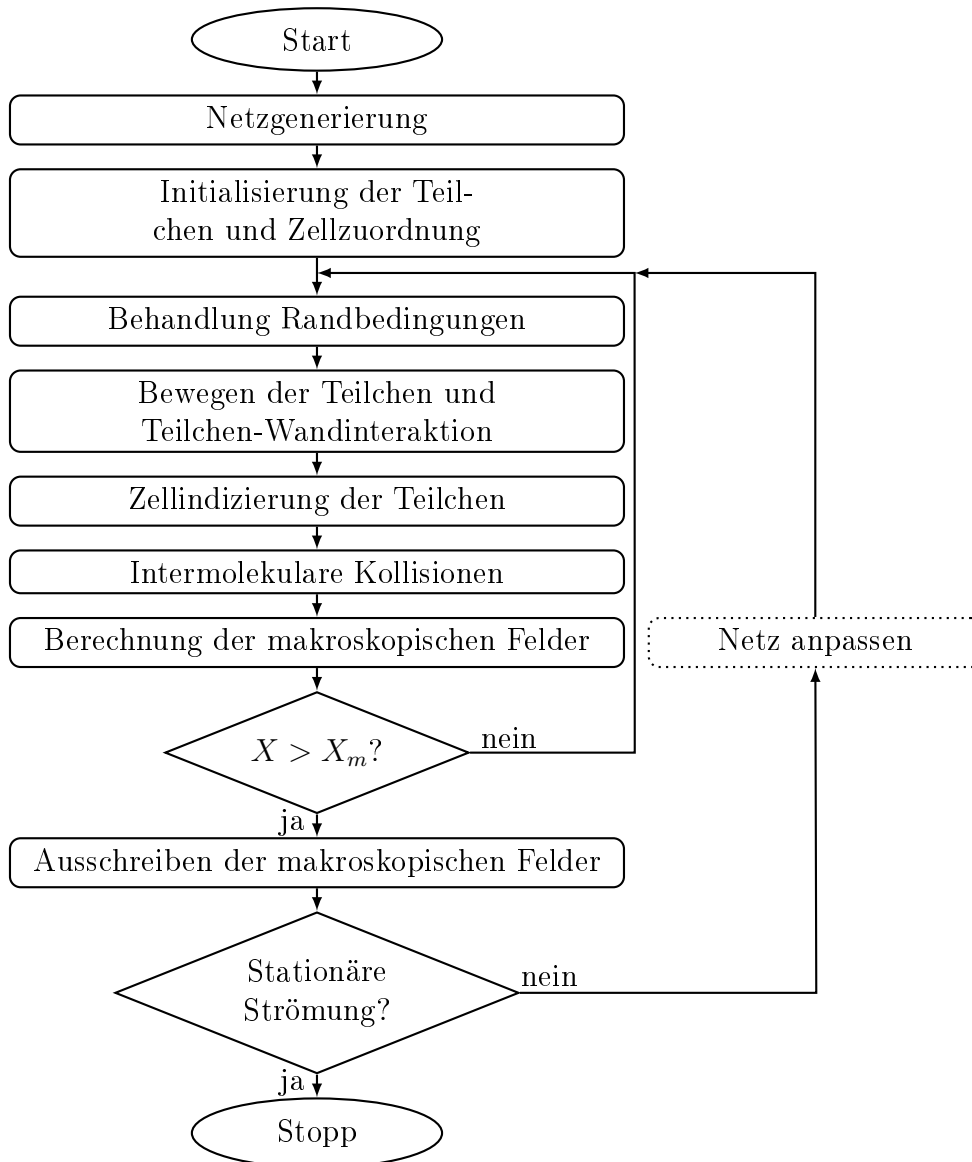 Start
Netzgenerierung
Initialisierung der Teil-
chen und Zellzuordnung
Behandlung Randbedingungen
Bewegen der Teilchen und
Teilchen-Wandinteraktion
Zellindizierung der Teilchen
Intermolekulare Kollisionen
Berechnung der makroskopischen Felder
Netz anpassen
X > Xₘ?
nein
ja
Ausschreiben der makroskopischen Felder
Stationäre
Strömung?
nein
ja
Stopp